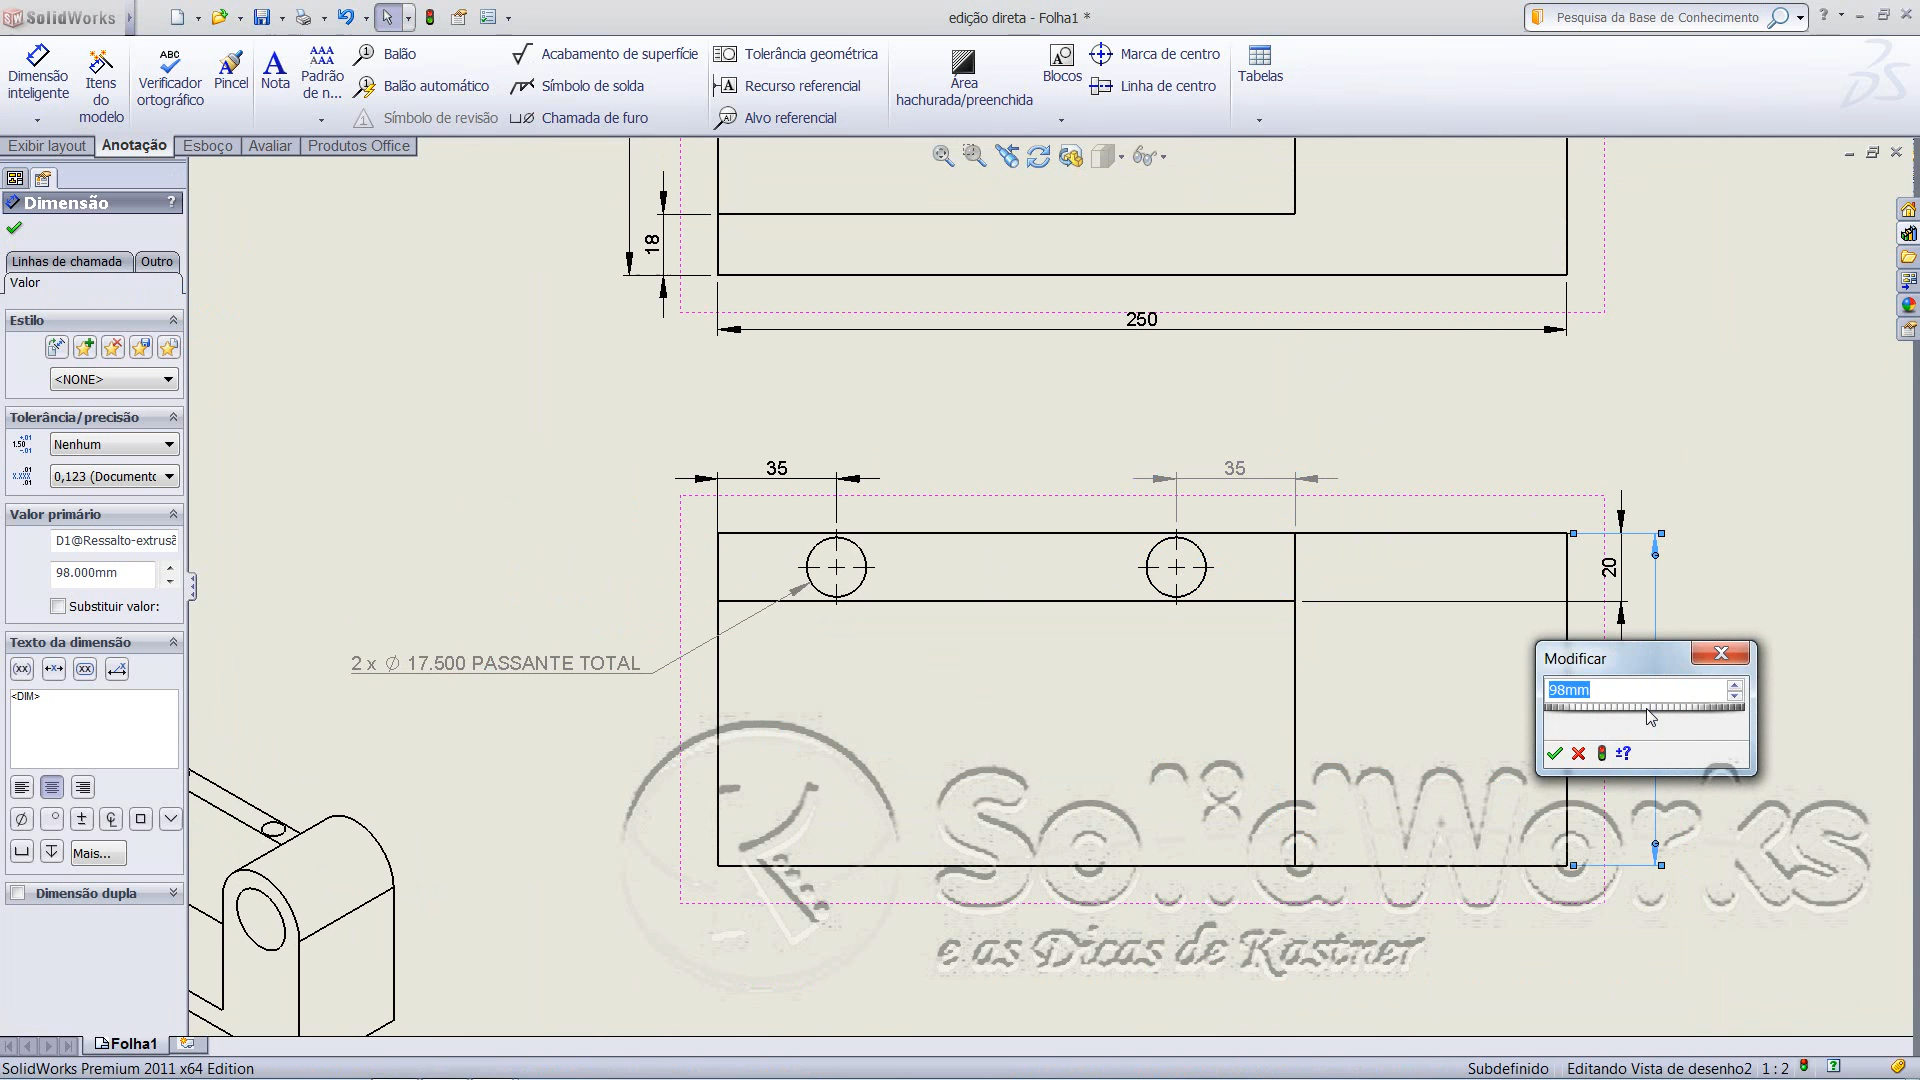 SolidWorks
edição direta - Folha1 *
Pesquisa da Base de Conhecimento
Dimensão inteligente
Itens do modelo
ABC
Verificador ortográfico
Pincel
A
Nota
AAA
AAA
Padrão de n...
Balão
Balão automático
Símbolo de revisão
Acabamento de superfície
Símbolo de solda
Chamada de furo
Tolerância geométrica
Recurso referencial
Alvo referencial
Área hachurada/preenchida
Blocos
Marca de centro
Linha de centro
Tabelas
Exibir layout
Anotação
Esboço
Avaliar
Produtos Office
Dimensão
?
Linhas de chamada
Outro
Valor
Estilo
<NONE>
Tolerância/precisão
Nenhum
0,123 (Documento
Valor primário
D1@Ressalto-extrusã
98.000mm
Substituir valor:
Texto da dimensão
<DIM>
Mais...
Dimensão dupla
18
250
35
35
20
2 x ∅ 17.500 PASSANTE TOTAL
Modificar
98mm
±?
SolidWorks
e as Dicas de Kastner
Folha1
SolidWorks Premium 2011 x64 Edition
Subdefinido
Editando Vista de desenho2
1 : 2